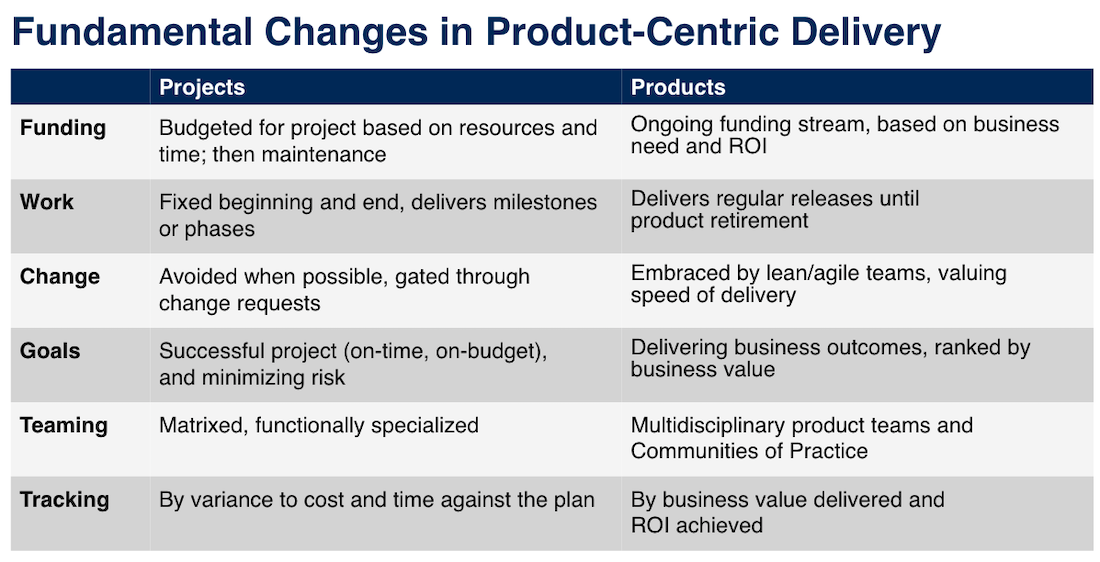 Fundamental Changes in Product-Centric Delivery
Projects
Products
Funding
Budgeted for project based on resources and
time; then maintenance
Ongoing funding stream, based on business
need and ROI
Work
Fixed beginning and end, delivers milestones
or phases
Delivers regular releases until
product retirement
Change
Avoided when possible, gated through
change requests
Embraced by lean/agile teams, valuing
speed of delivery
Goals
Successful project (on-time, on-budget),
and minimizing risk
Delivering business outcomes, ranked by
business value
Teaming
Matrixed, functionally specialized
Multidisciplinary product teams and
Communities of Practice
Tracking
By variance to cost and time against the plan
By business value delivered and
ROI achieved